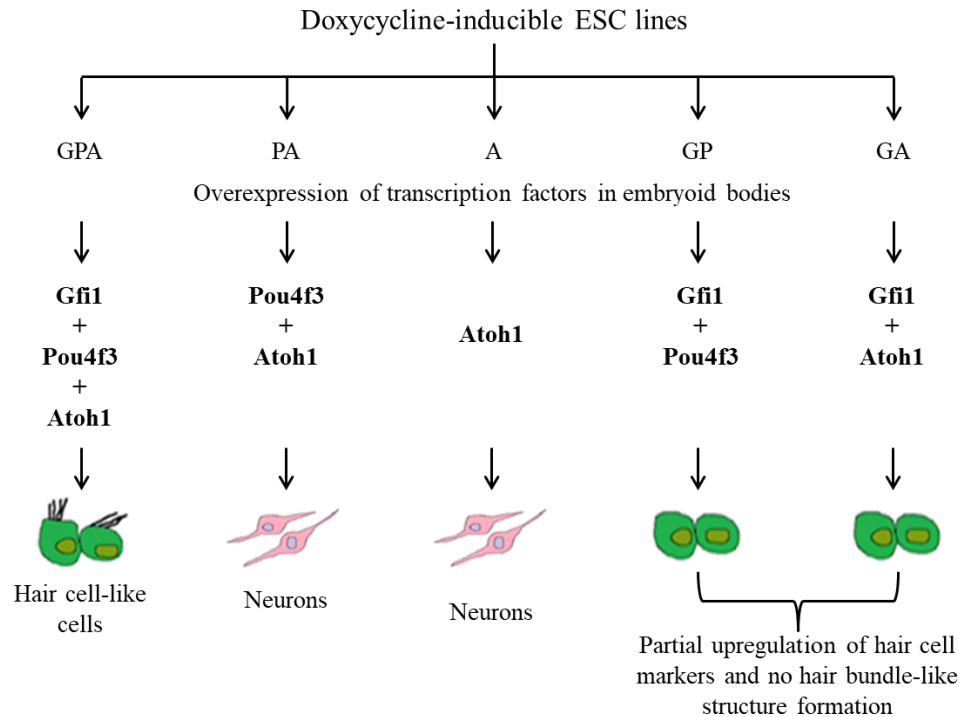 Doxycycline-inducible ESC lines
GPA PA A GP GA
Overexpression of transcription factors in embryoid bodies
Gfi1
+
Pou4f3
+
Atoh1
Pou4f3
+
Atoh1
Atoh1
Gfi1
+
Pou4f3
Gfi1
+
Atoh1
Hair cell-like
cells
Neurons
Neurons
Partial upregulation of hair cell
markers and no hair bundle-like
structure formation